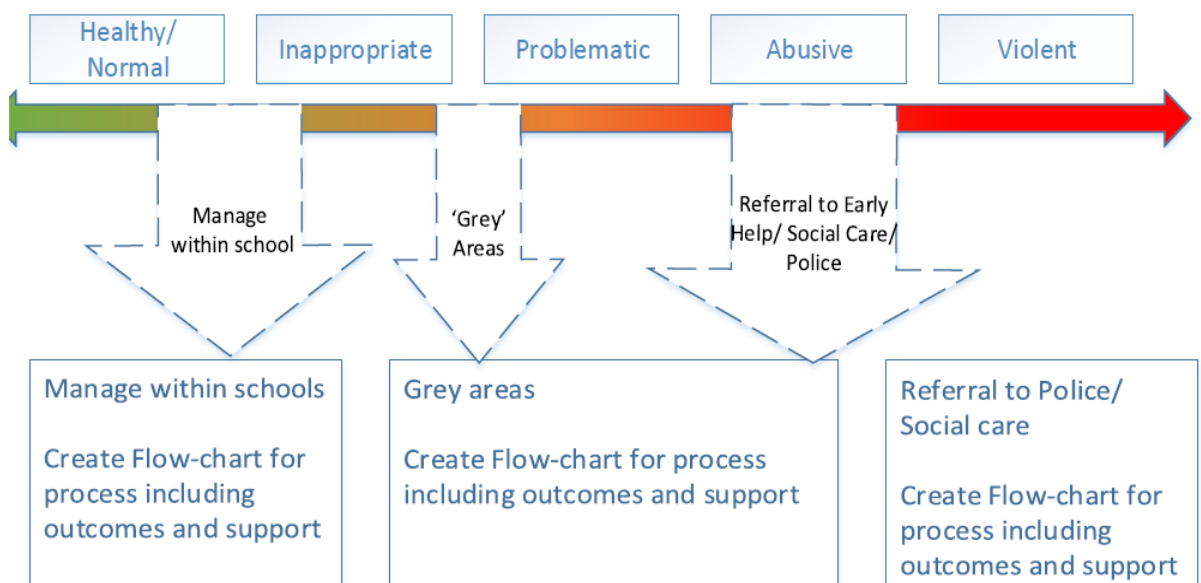 Healthy/
Normal
Inappropriate
Problematic
Abusive
Violent
Manage
within school
‘Grey’
Areas
Referral to Early
Help/ Social Care/
Police
Manage within schools
Create Flow-chart for
process including
outcomes and support
Grey areas
Create Flow-chart for process
including outcomes and support
Referral to Police/
Social care
Create Flow-chart for
process including
outcomes and support